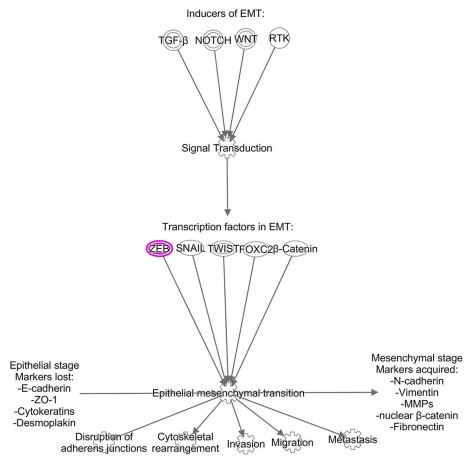 Inducers of EMT:
TGF-β NOTCH WNT RTK
Signal Transduction
Transcription factors in EMT:
ZEB SNAIL TWIST FOXC2 β-Catenin
Epithelial stage
Markers lost:
-E-cadherin
-ZO-1
-Cytokeratins
-Desmoplakin
Epithelial mesenchymal transition
Mesenchymal stage
Markers acquired:
-N-cadherin
-Vimentin
-MMPs
-nuclear β-catenin
-Fibronectin
Disruption of
adherens junctions
Cytoskeletal
rearrangement
Invasion
Migration
Metastasis